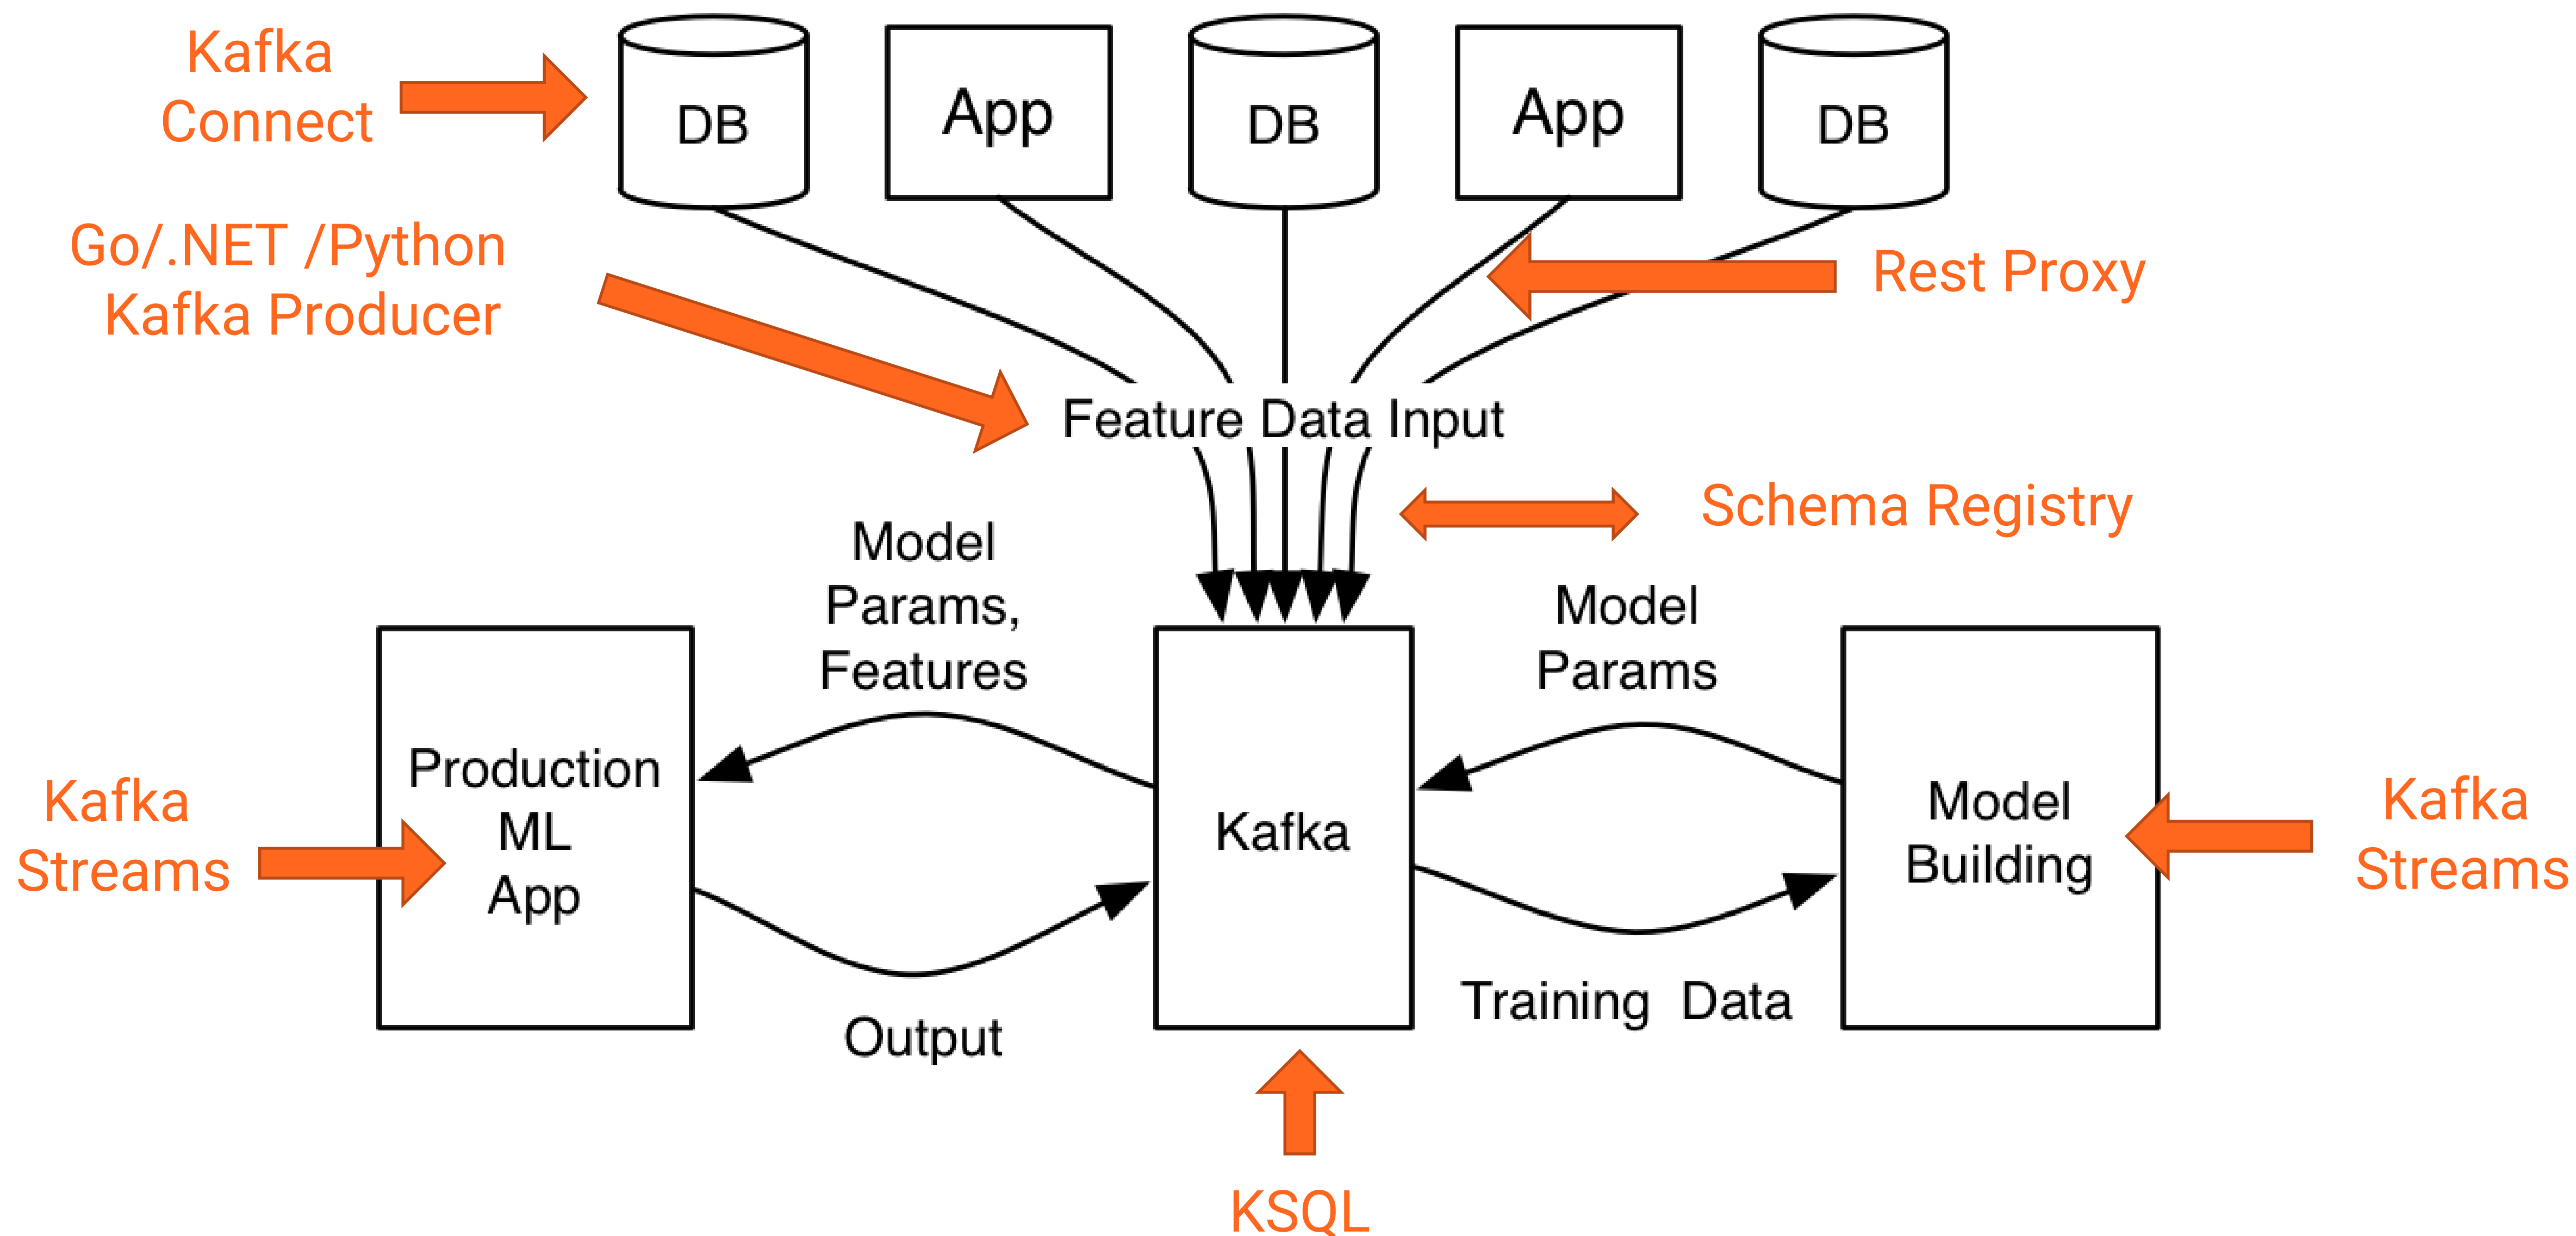 Kafka
Connect
DB
App
DB
App
DB
Go/.NET /Python
Kafka Producer
Rest Proxy
Feature Data Input
Schema Registry
Model
Params,
Features
Model
Params
Production
ML
App
Kafka
Streams
Kafka
Model
Building
Kafka
Streams
Output
Training Data
KSQL